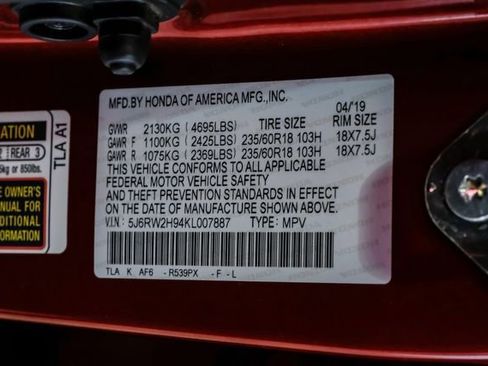 MFD.BY HONDA OF AMERICA MFG.,INC.
04/19
GVWR 2130KG (4695LBS) TIRE SIZE RIM SIZE
GAWR F 1100KG (2425LBS) 235/60R18 103H 18X7.5J
GAWR R 1075KG (2369LBS) 235/60R18 103H 18X7.5J
THIS VEHICLE CONFORMS TO ALL APPLICABLE
FEDERAL MOTOR VEHICLE SAFETY
AND THEFT PREVENTION STANDARDS IN EFFECT
ON THE DATE OF MANUFACTURE SHOWN ABOVE.
V.I.N.: 5J6RW2H94KL007887 TYPE: MPV
TLA K AF6 - R539PX - F - L
TLA A1
REAR 3
kg or 850lbs.
E OWNER'S
NUAL FOR
DITIONAL
ORMATION